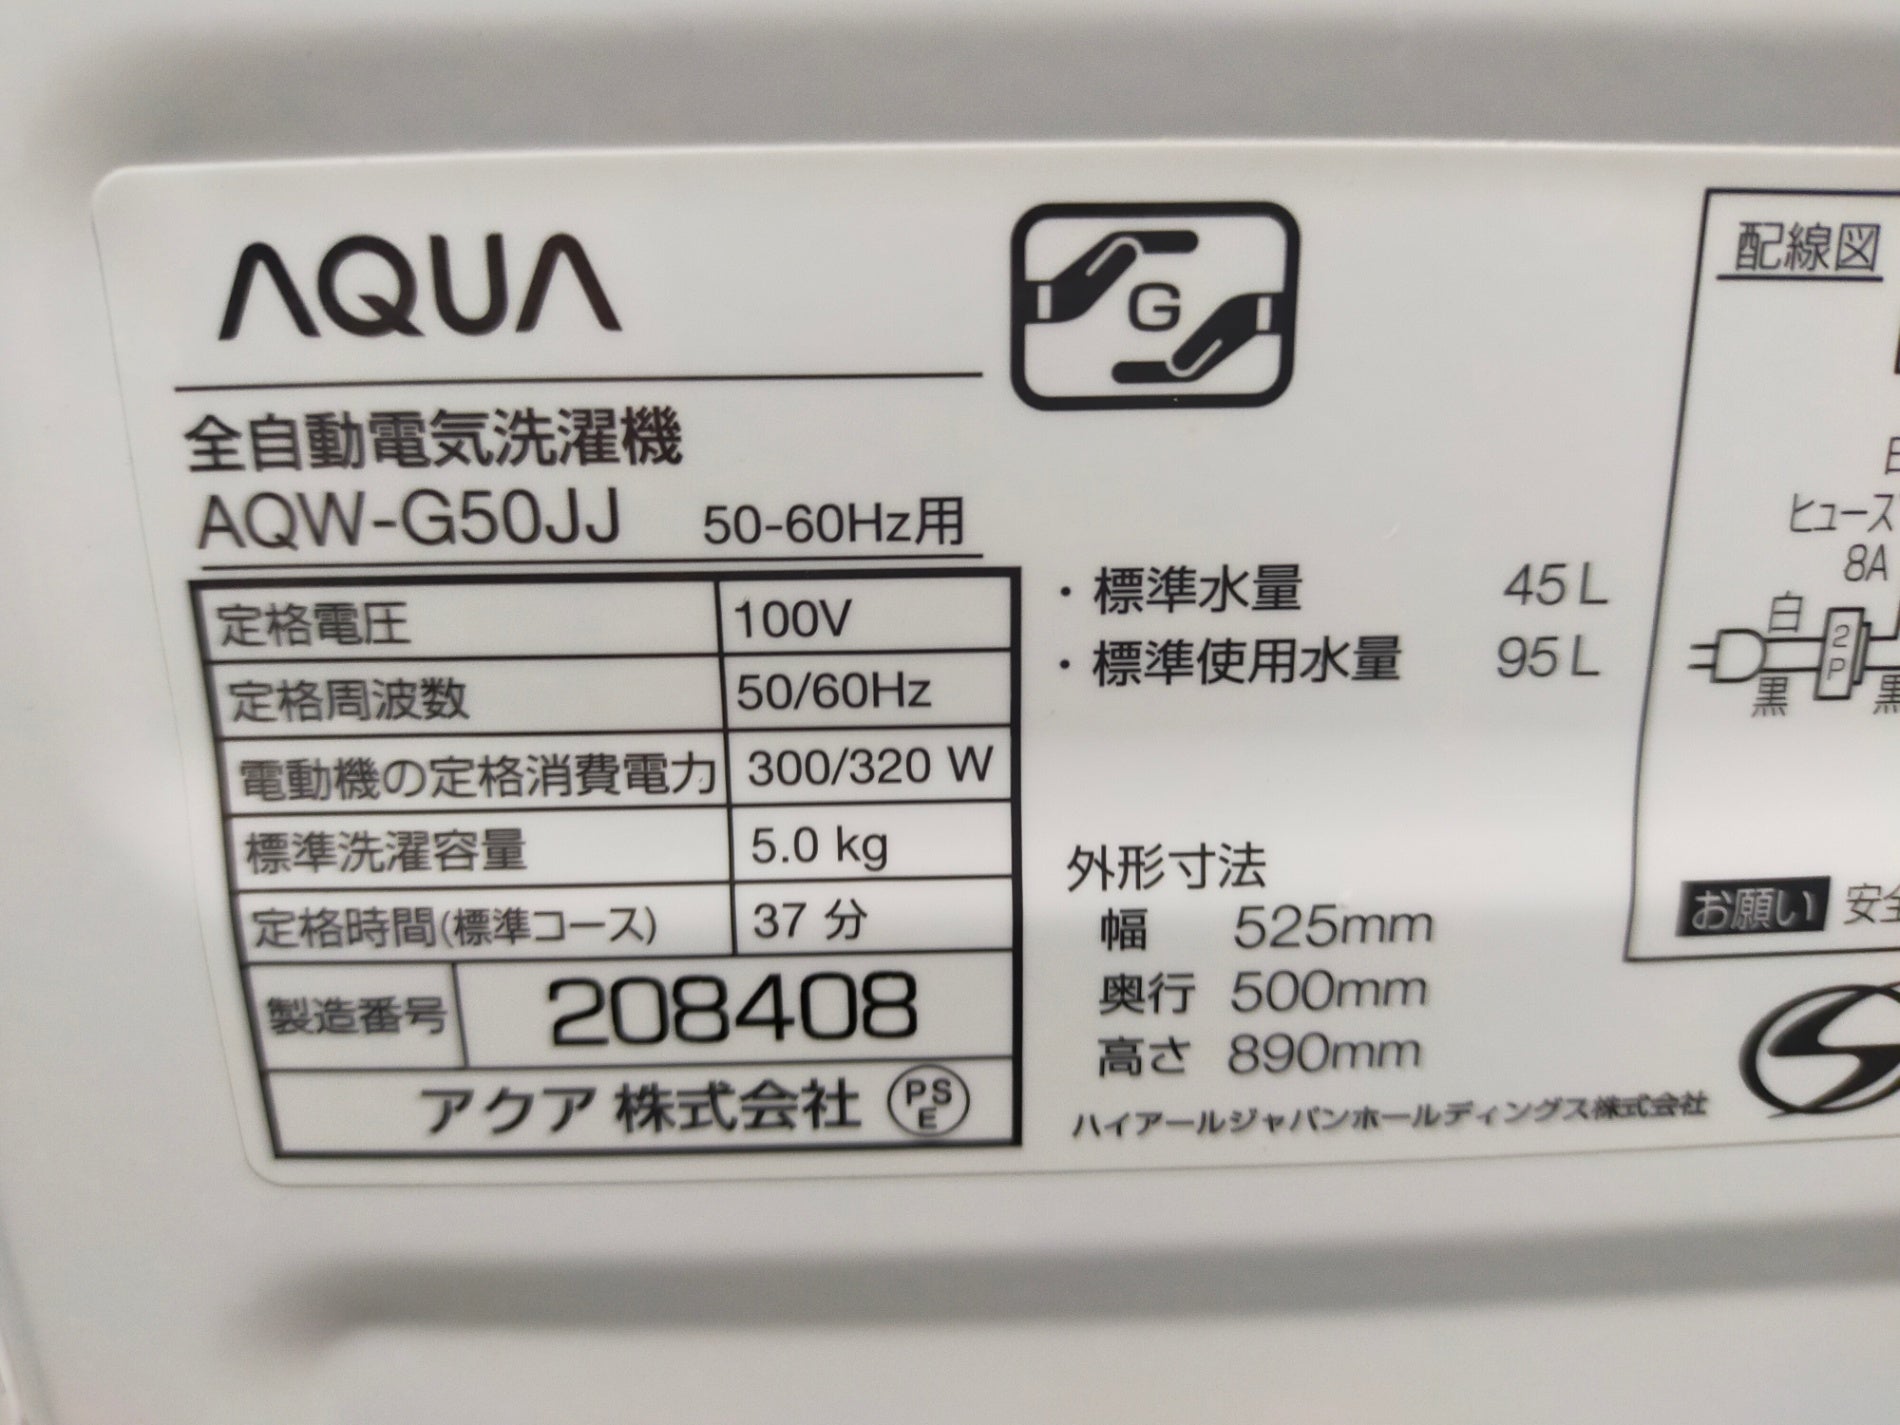 AQUA
G
全自動電気洗濯機
AQW-G50JJ 50-60Hz用
定格電圧 100V
定格周波数 50/60Hz
電動機の定格消費電力 300/320 W
標準洗濯容量 5.0 kg
定格時間(標準コース) 37 分
製造番号 208408
アクア 株式会社 PSE
・標準水量 45L
・標準使用水量 95L
外形寸法
幅 525mm
奥行 500mm
高さ 890mm
ハイアールジャパンホールディングス株式会社
配線図
ヒューズ
8A
白
2P
黒
お願い 安全